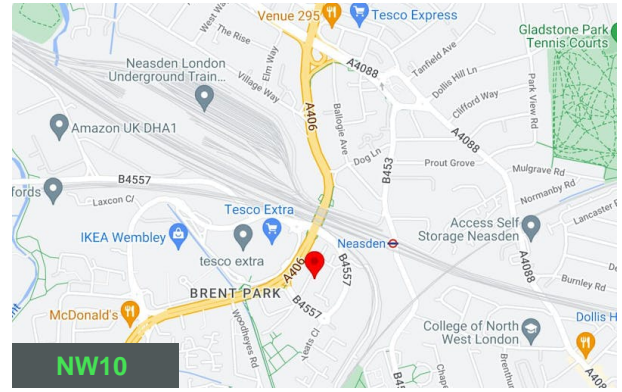 Venue 295
Tesco Express
Gladstone Park
Tennis Courts
West Way
The Rise
Elm Way
A4088
Tanfield Ave
Dollis Hill Ln
Neasden London
Underground Train...
Village Way
A406
Ballogie Ave
Clifford Way
Park View Rd
Amazon UK DHA1
A4088
Dog Ln
B453
Prout Grove
Mulgrave Rd
B4557
Normanby Rd
fords
Laxcon Cl
Tesco Extra
Lancaster
IKEA Wembley
tesco extra
Neasden
Access Self
Storage Neasden
A406
B4557
A4088
Burnley Rd
BRENT PARK
B4557
McDonald's
Woodheyes Rd
Yeats Cl
College of North
West London
Dollis H
Chap
Brenth
A408
NW10